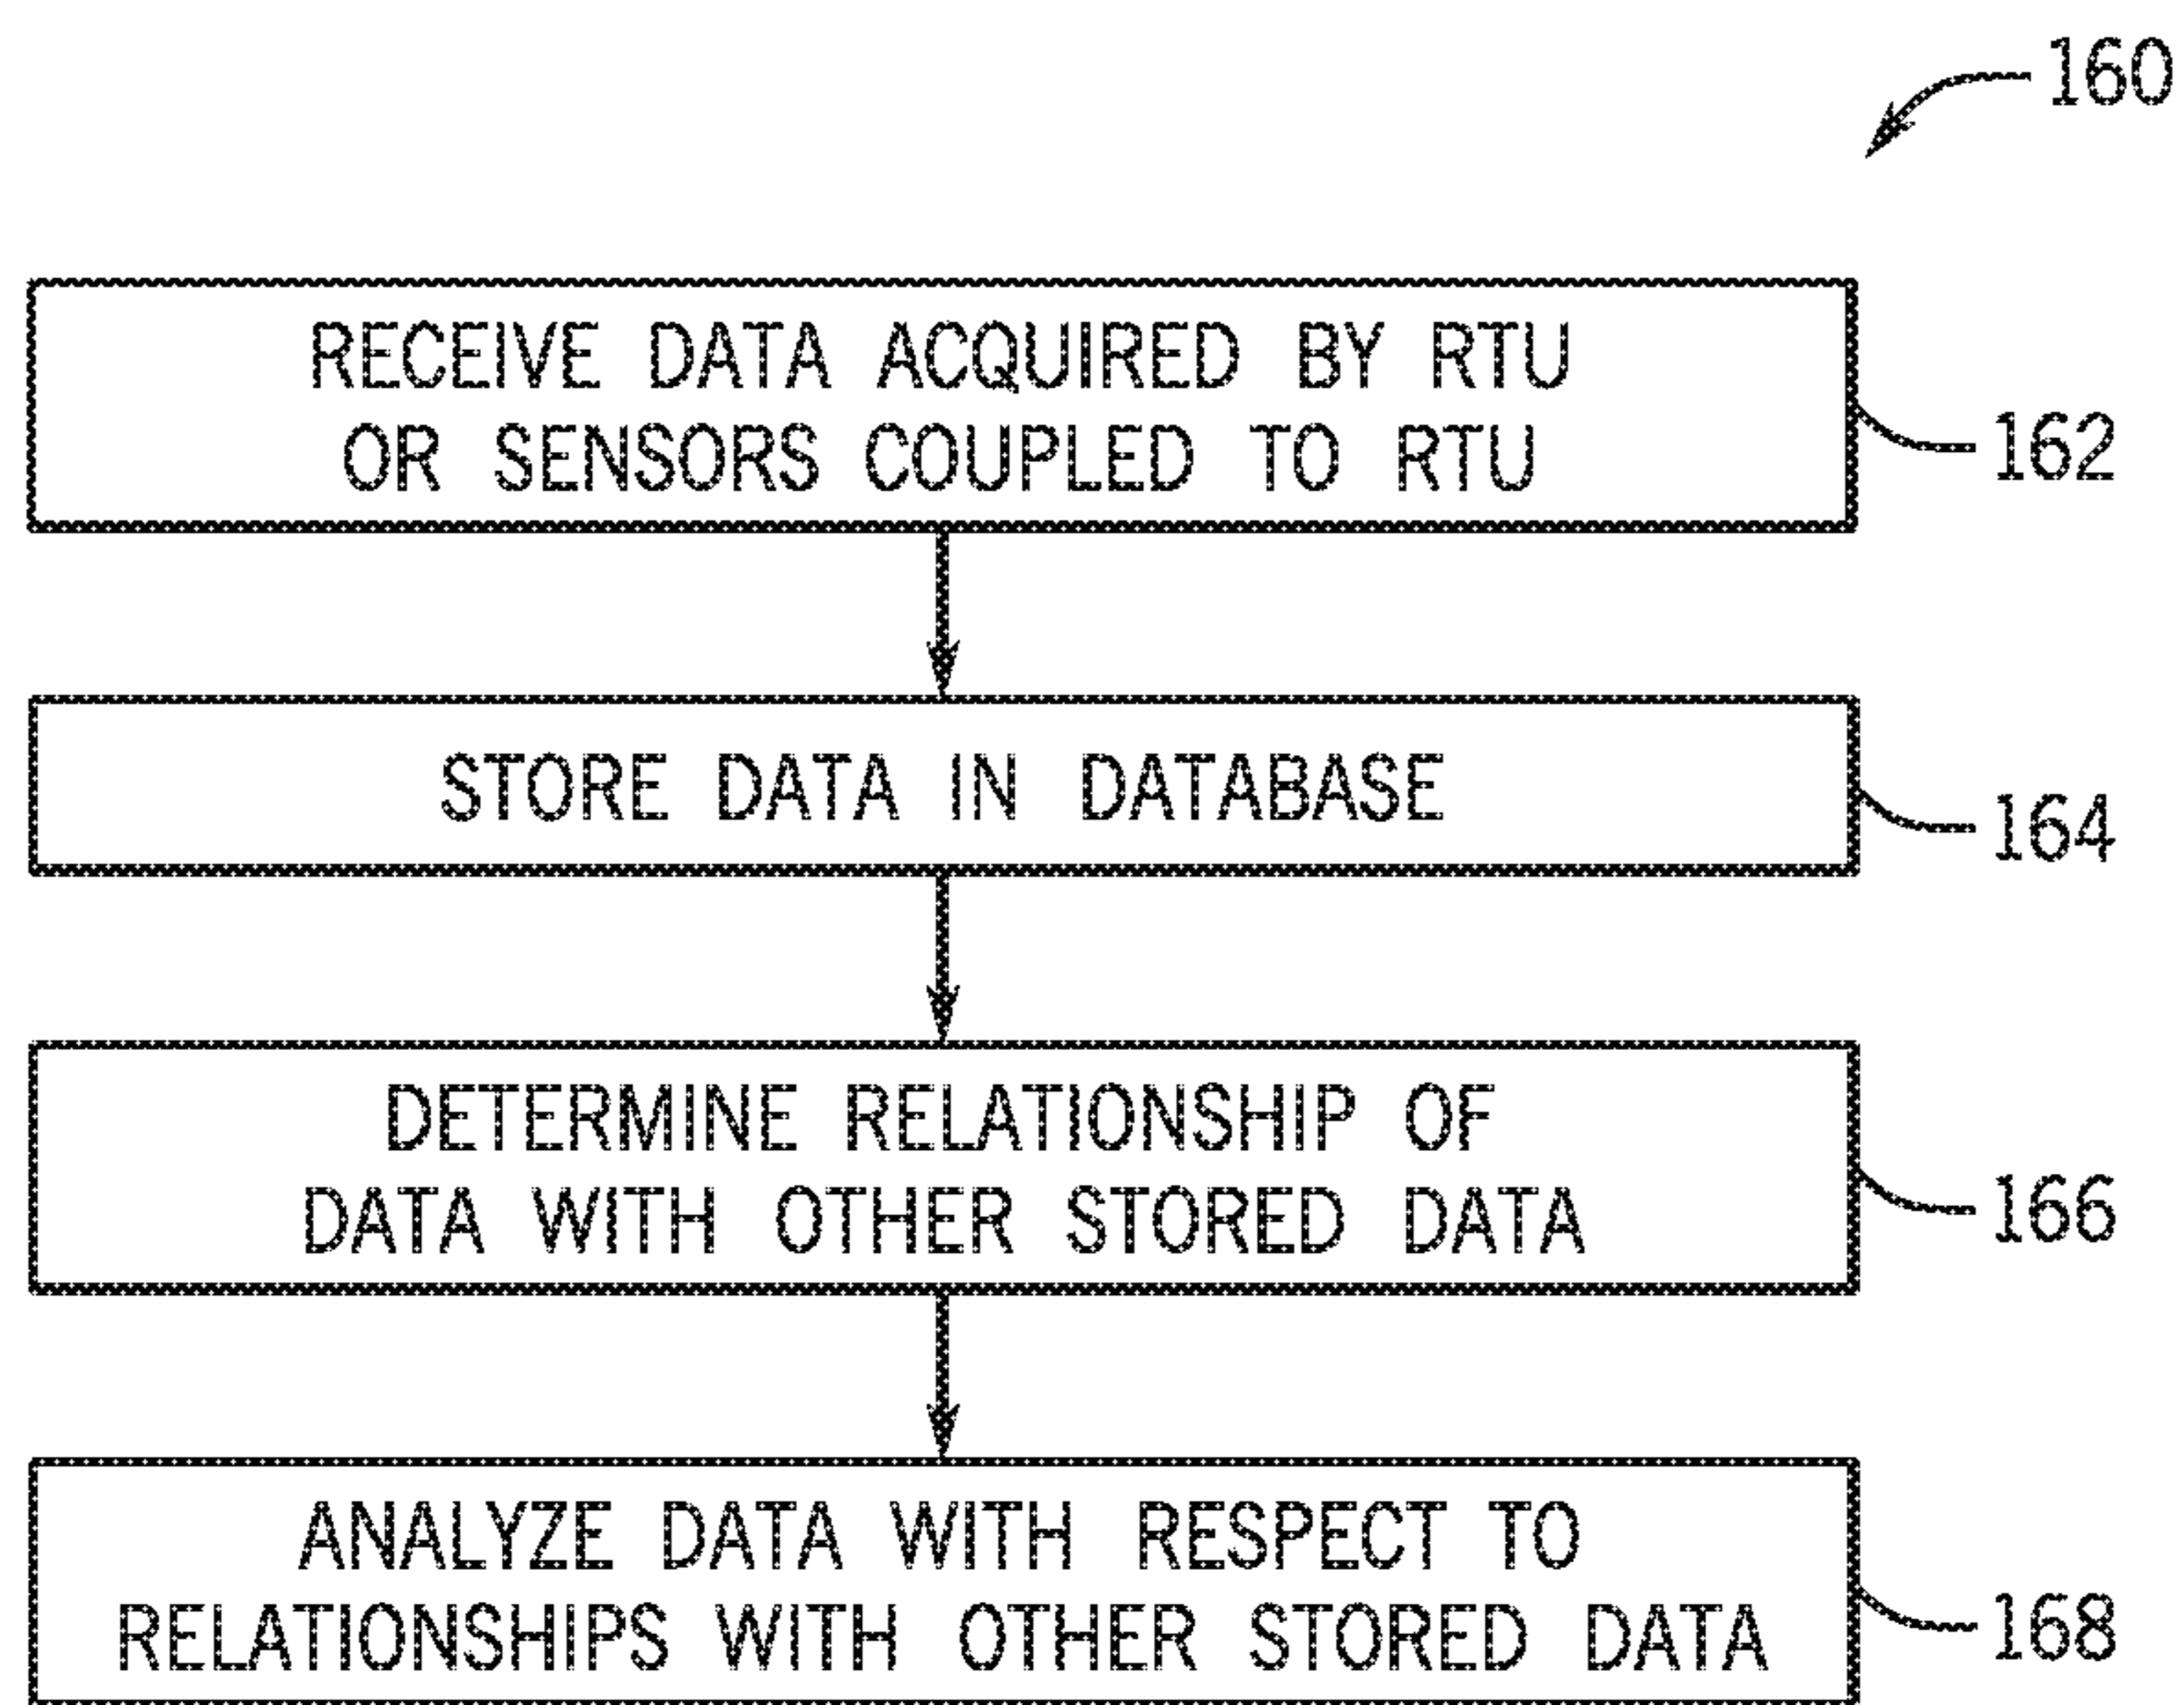 160
RECEIVE DATA ACQUIRED BY RTU
OR SENSORS COUPLED TO RTU
162
STORE DATA IN DATABASE
164
DETERMINE RELATIONSHIP OF
DATA WITH OTHER STORED DATA
166
ANALYZE DATA WITH RESPECT TO
RELATIONSHIPS WITH OTHER STORED DATA
168